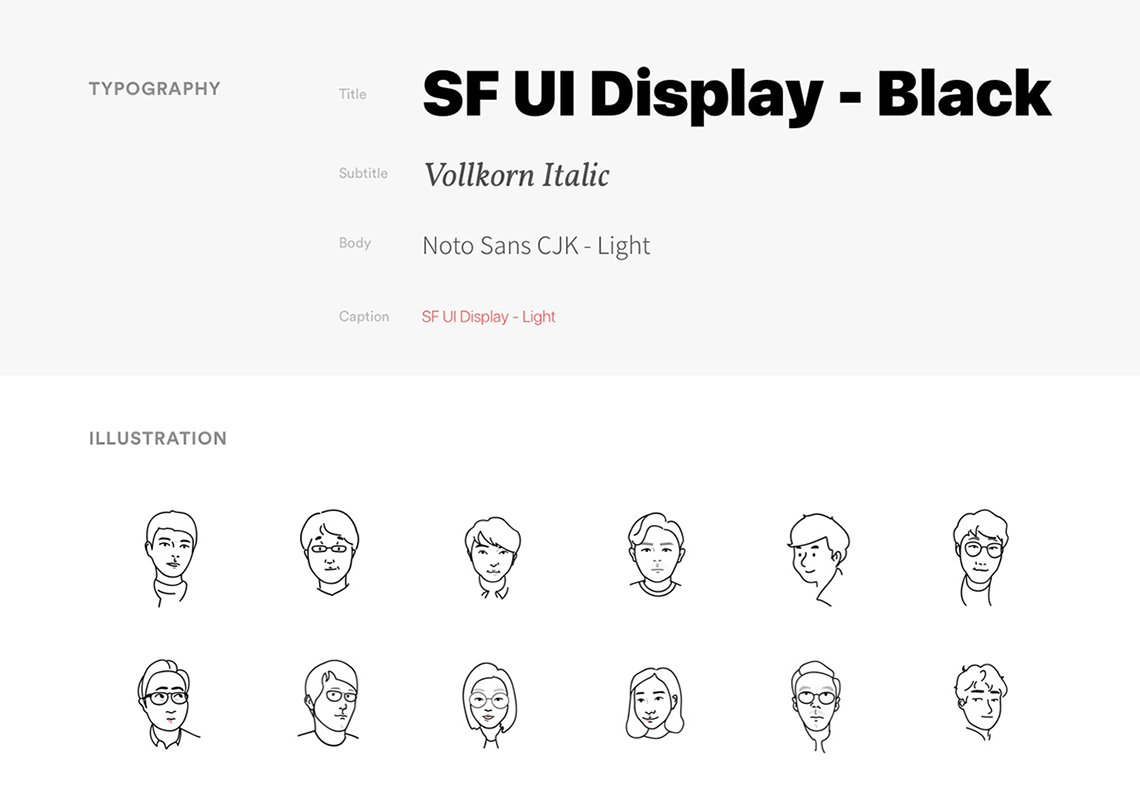 TYPOGRAPHY
Title SF UI Display - Black
Subtitle Vollkorn Italic
Body Noto Sans CJK - Light
Caption SF UI Display - Light
ILLUSTRATION